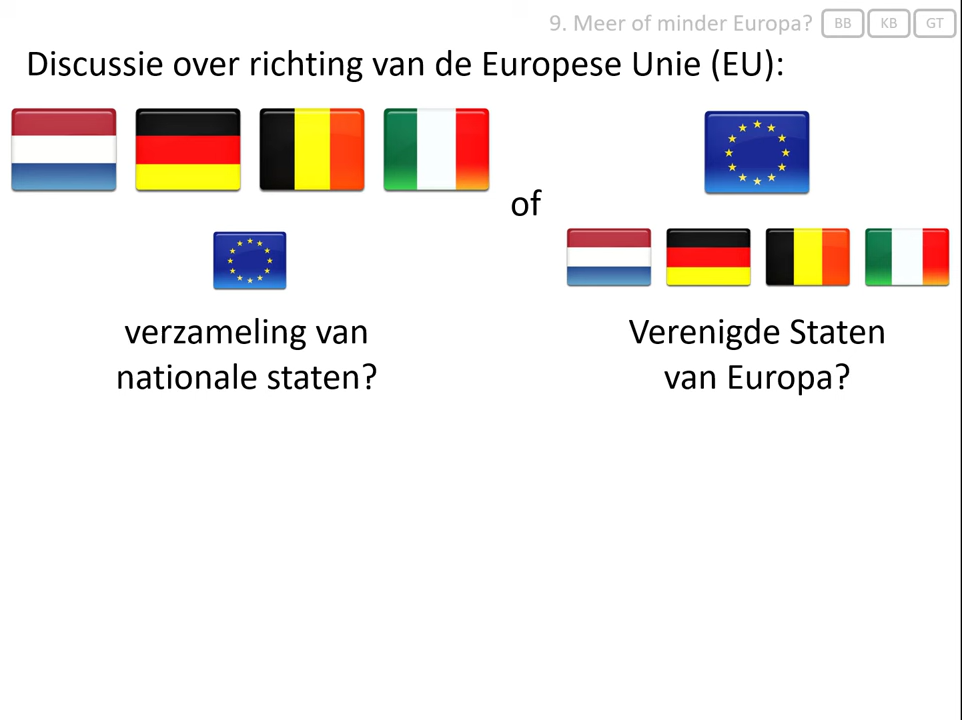 9. Meer of minder Europa? BB KB GT
Discussie over richting van de Europese Unie (EU):
of
verzameling van
nationale staten?
Verenigde Staten
van Europa?